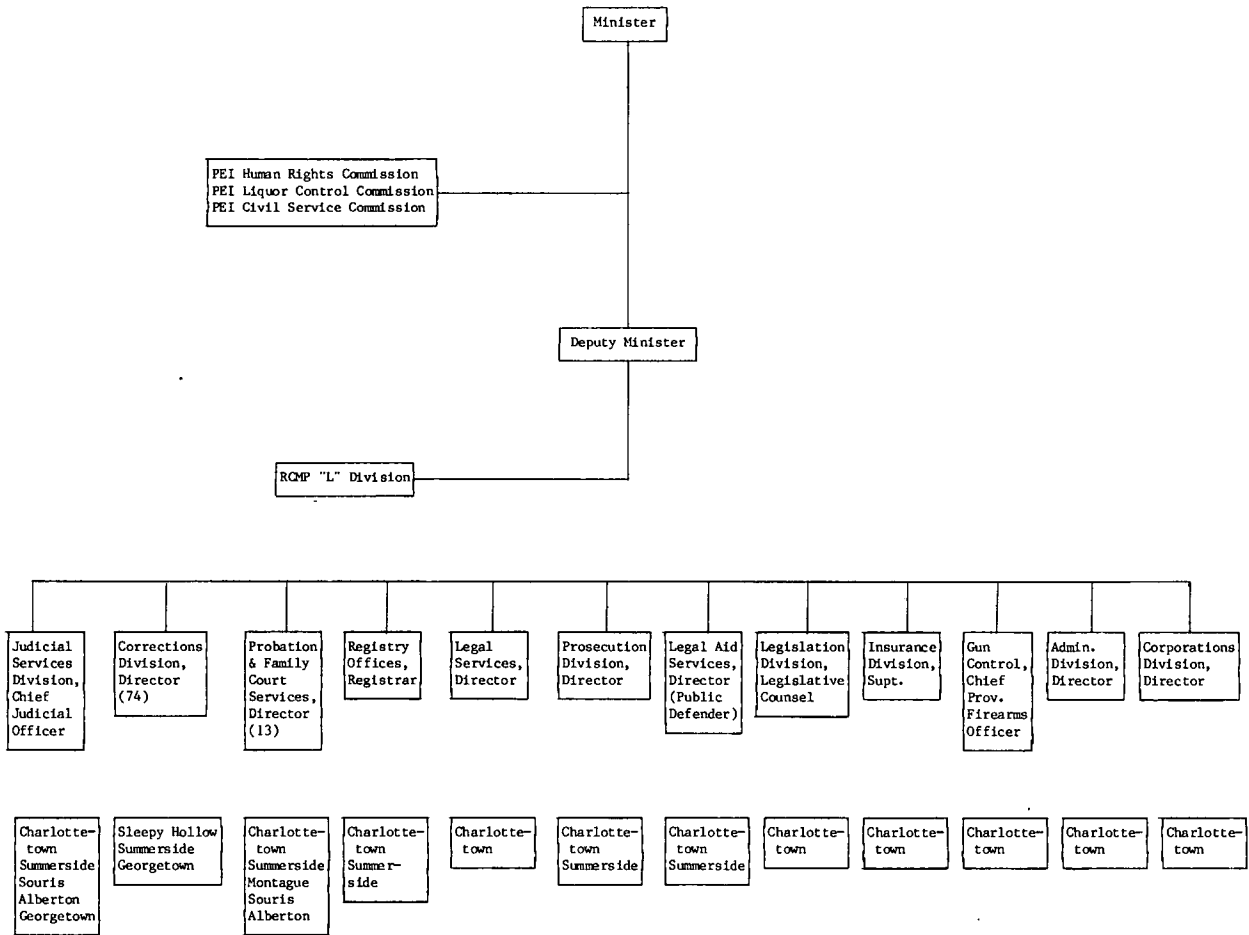 Minister
PEI Human Rights Commission
PEI Liquor Control Commission
PEI Civil Service Commission
Deputy Minister
RCMP "L" Division
Judicial
Services
Division,
Chief
Judicial
Officer
Corrections
Division,
Director
(74)
Probation
& Family
Court
Services,
Director
(13)
Registry
Offices,
Registrar
Legal
Services,
Director
Prosecution
Division,
Director
Legal Aid
Services,
Director
(Public
Defender)
Legislation
Division,
Legislative
Counsel
Insurance
Division,
Supt.
Gun
Control,
Chief
Prov.
Firearms
Officer
Admin.
Division,
Director
Corporations
Division,
Director
Charlotte-
town
Summerside
Souris
Alberton
Georgetown
Sleepy Hollow
Summerside
Georgetown
Charlotte-
town
Summerside
Montague
Souris
Alberton
Charlotte-
town
Summer-
side
Charlotte-
town
Charlotte-
town
Summerside
Charlotte-
town
Summerside
Charlotte-
town
Charlotte-
town
Charlotte-
town
Charlotte-
town
Charlotte-
town